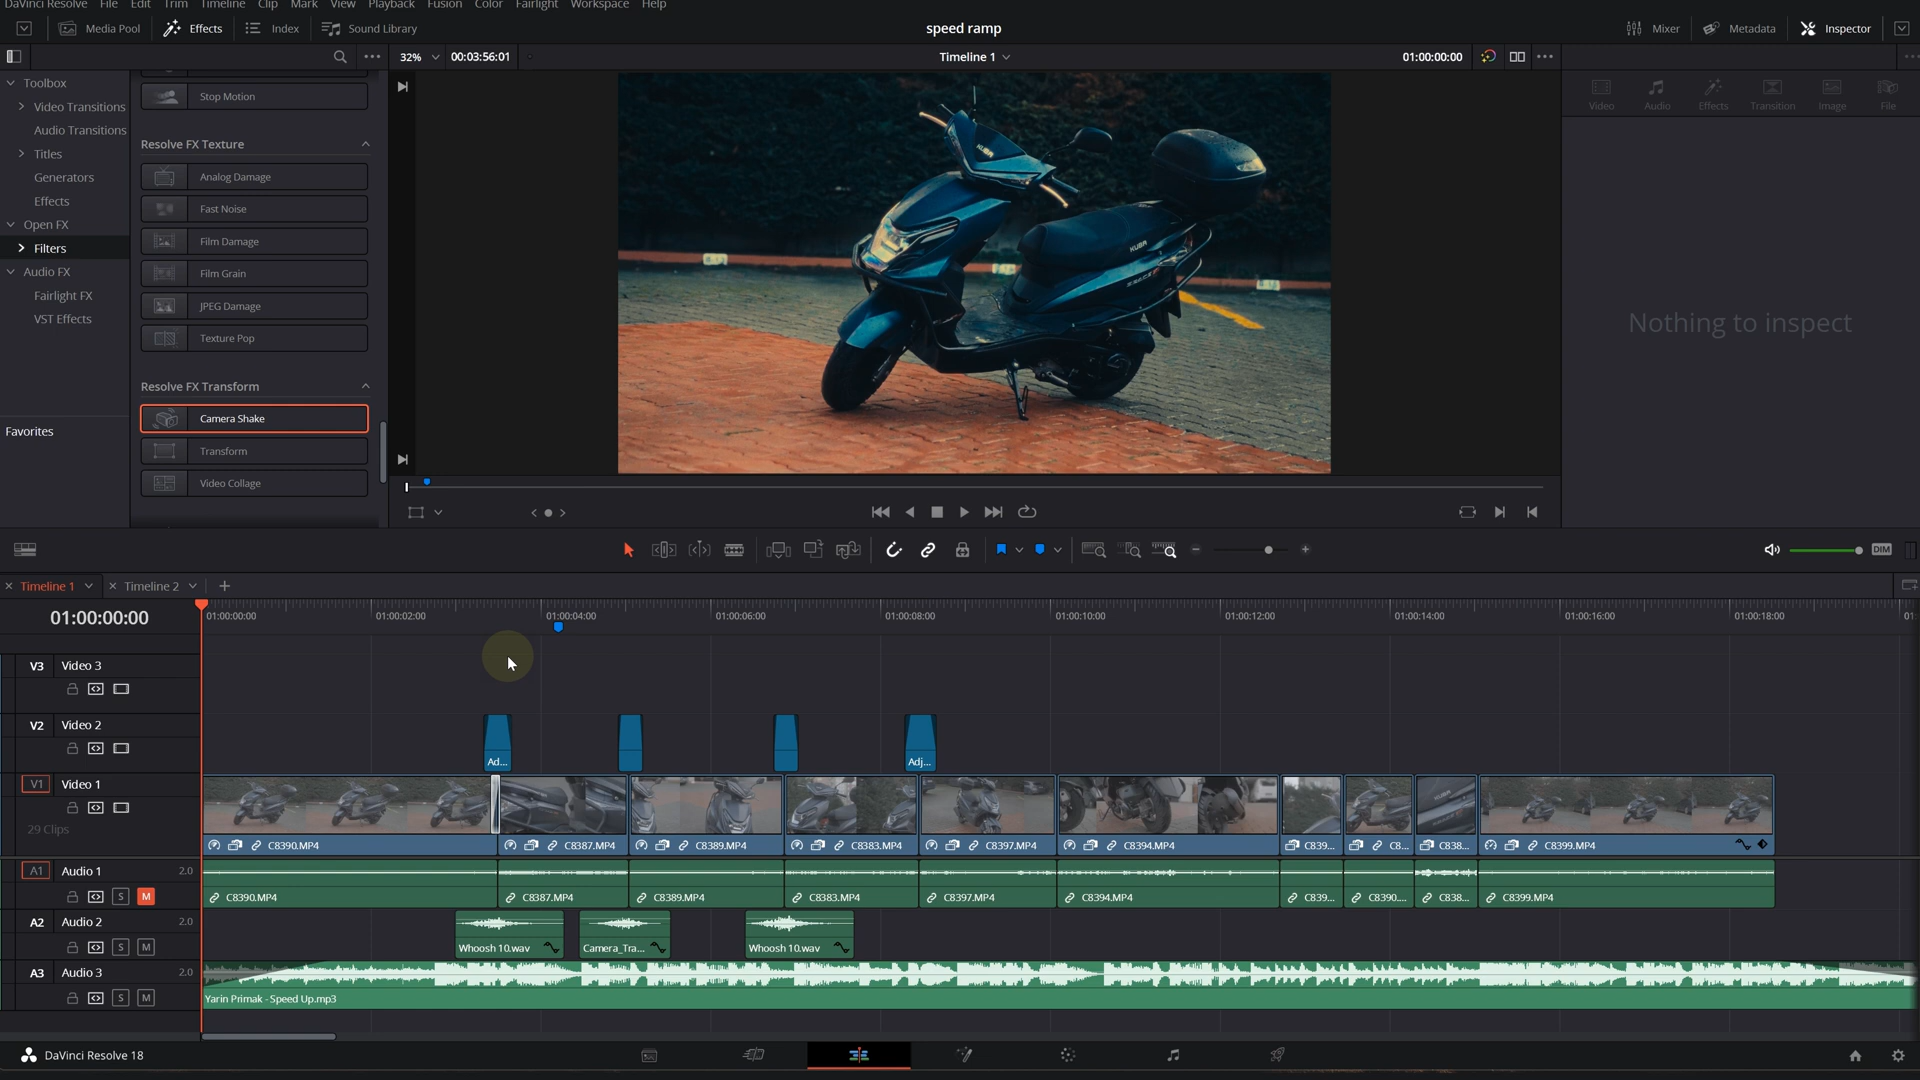 DaVinci Resolve File Edit Trim Timeline Clip Mark View Playback Fusion Color Fairlight Workspace Help
Media Pool Effects Index Sound Library speed ramp Mixer Metadata Inspector
32% 00:03:56:01 Timeline 1 01:00:00:00
Toolbox
Video Transitions
Audio Transitions
Titles
Generators
Effects
Open FX
Filters
Audio FX
Fairlight FX
VST Effects
Favorites
Stop Motion
Resolve FX Texture
Analog Damage
Fast Noise
Film Damage
Film Grain
JPEG Damage
Texture Pop
Resolve FX Transform
Camera Shake
Transform
Video Collage
KUBA
KUBA
Video Audio Effects Transition Image File
Nothing to inspect
DIM
Timeline 1 Timeline 2
01:00:00:00
01:00:00:00 01:00:02:00 01:00:04:00 01:00:06:00 01:00:08:00 01:00:10:00 01:00:12:00 01:00:14:00 01:00:16:00 01:00:18:00 01:
V3 Video 3
V2 Video 2
Ad... Adj...
V1 Video 1
29 Clips
C8390.MP4 C8387.MP4 C8389.MP4 C8383.MP4 C8397.MP4 C8394.MP4 C839... C8... C838... C8399.MP4
A1 Audio 1 2.0
S M
C8390.MP4 C8387.MP4 C8389.MP4 C8383.MP4 C8397.MP4 C8394.MP4 C839... C8390.... C838... C8399.MP4
A2 Audio 2 2.0
S M
Whoosh 10.wav Camera_Tra... Whoosh 10.wav
A3 Audio 3 2.0
S M
Yarin Primak - Speed Up.mp3
DaVinci Resolve 18